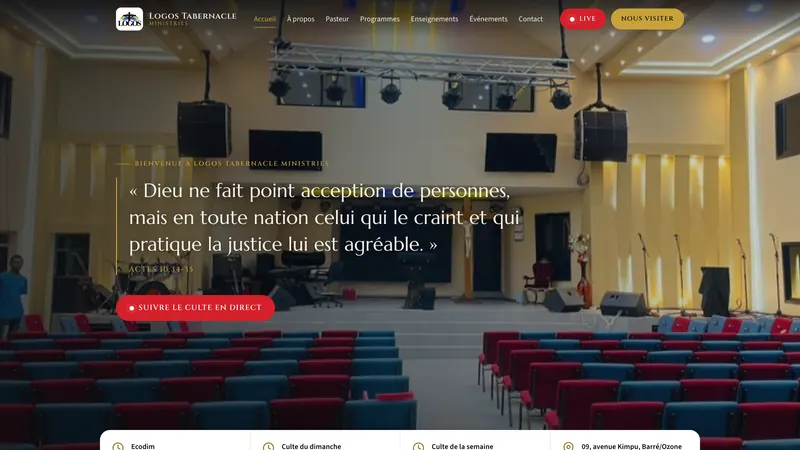 LOGOS
LOGOS TABERNACLE
MINISTRIES
Accueil
À propos
Pasteur
Programmes
Enseignements
Événements
Contact
LIVE
NOUS VISITER
BIENVENUE À LOGOS TABERNACLE MINISTRIES
« Dieu ne fait point acception de personnes,
mais en toute nation celui qui le craint et qui
pratique la justice lui est agréable. »
ACTES 10:34-35
SUIVRE LE CULTE EN DIRECT
Ecodim
Culte du dimanche
Culte de la semaine
09, avenue Kimpu, Barré/Ozone